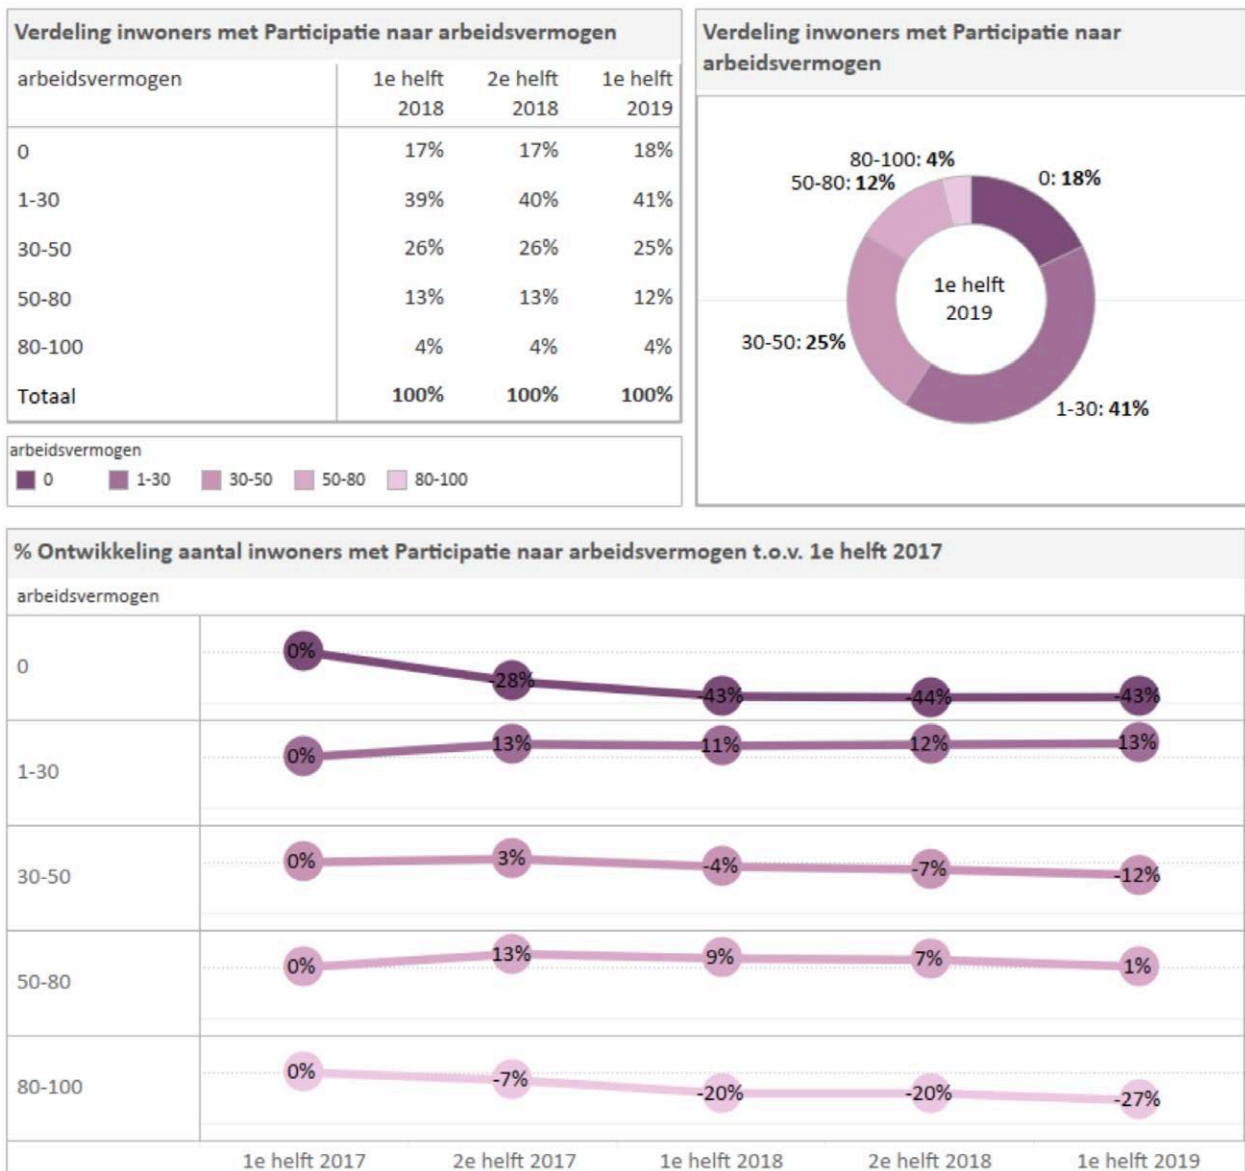 Verdeling inwoners met Participatie naar arbeidsvermogen
arbeidsvermogen 1e helft 2e helft 1e helft
2018 2018 2019
0 17% 17% 18%
1-30 39% 40% 41%
30-50 26% 26% 25%
50-80 13% 13% 12%
80-100 4% 4% 4%
Totaal 100% 100% 100%
arbeidsvermogen
0 1-30 30-50 50-80 80-100
Verdeling inwoners met Participatie naar
arbeidsvermogen
80-100: 4%
50-80: 12%
0: 18%
1e helft
2019
30-50: 25%
1-30: 41%
% Ontwikkeling aantal inwoners met Participatie naar arbeidsvermogen t.o.v. 1e helft 2017
arbeidsvermogen
0 0% -28% -43% -44% -43%
1-30 0% 13% 11% 12% 13%
30-50 0% 3% -4% -7% -12%
50-80 0% 13% 9% 7% 1%
80-100 0% -7% -20% -20% -27%
1e helft 2017 2e helft 2017 1e helft 2018 2e helft 2018 1e helft 2019